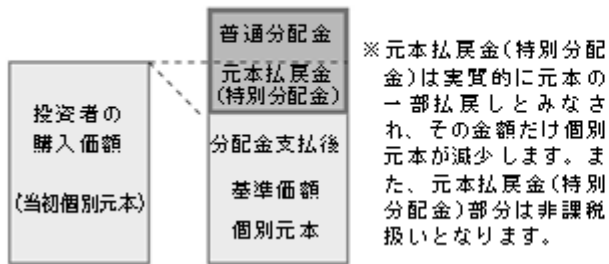 投資者の
購入価額
(当初個別元本)
普通分配金
元本払戻金
(特別分配金)
分配金支払後
基準価額
個別元本
※元本払戻金(特別分配
金)は実質的に元本の
一部払戻しとみなさ
れ、その金額だけ個別
元本が減少します。ま
た、元本払戻金(特別
分配金)部分は非課税
扱いとなります。